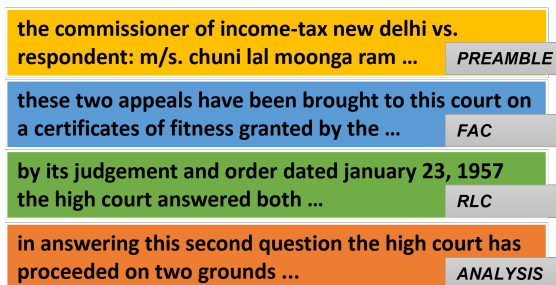 the commissioner of income-tax new delhi vs.
respondent: m/s. chuni lal moonga ram ...
PREAMBLE
these two appeals have been brought to this court on
a certificates of fitness granted by the ...
FAC
by its judgement and order dated january 23, 1957
the high court answered both ...
RLC
in answering this second question the high court has
proceeded on two grounds ...
ANALYSIS